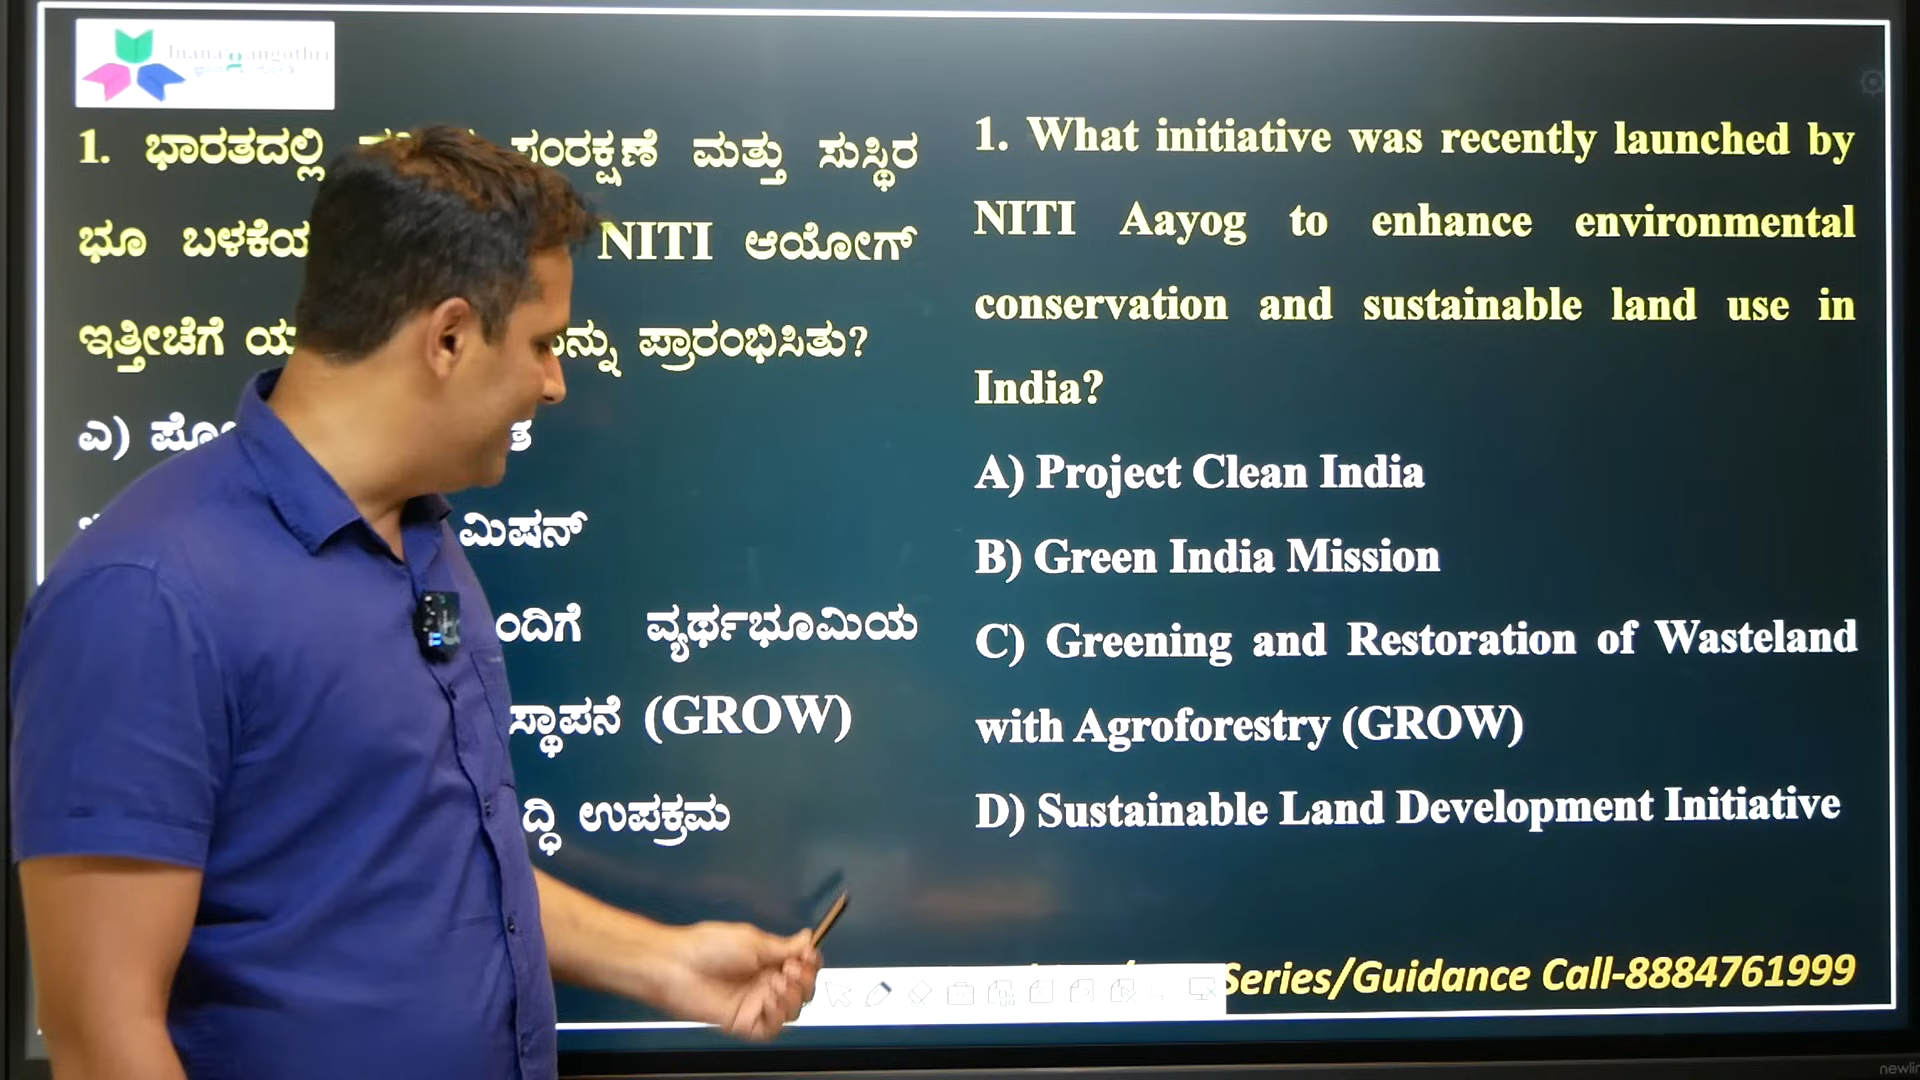 Jnanagangothri
1. ಭಾರತದಲ್ಲಿ ಸಂರಕ್ಷಣೆ ಮತ್ತು ಸುಸ್ಥಿರ
ಭೂ NITI ಆಯೋಗ್
ಇತ್ತೀಚೆಗೆ ಪ್ರಾರಂಭಿಸಿತು?
ಎ)
ಮಿಷನ್
ವ್ಯರ್ಥಭೂಮಿಯ
(GROW)
ಉಪಕ್ರಮ
1. What initiative was recently launched by
NITI Aayog to enhance environmental
conservation and sustainable land use in
India?
A) Project Clean India
B) Green India Mission
C) Greening and Restoration of Wasteland
with Agroforestry (GROW)
D) Sustainable Land Development Initiative
Series/Guidance Call-8884761999